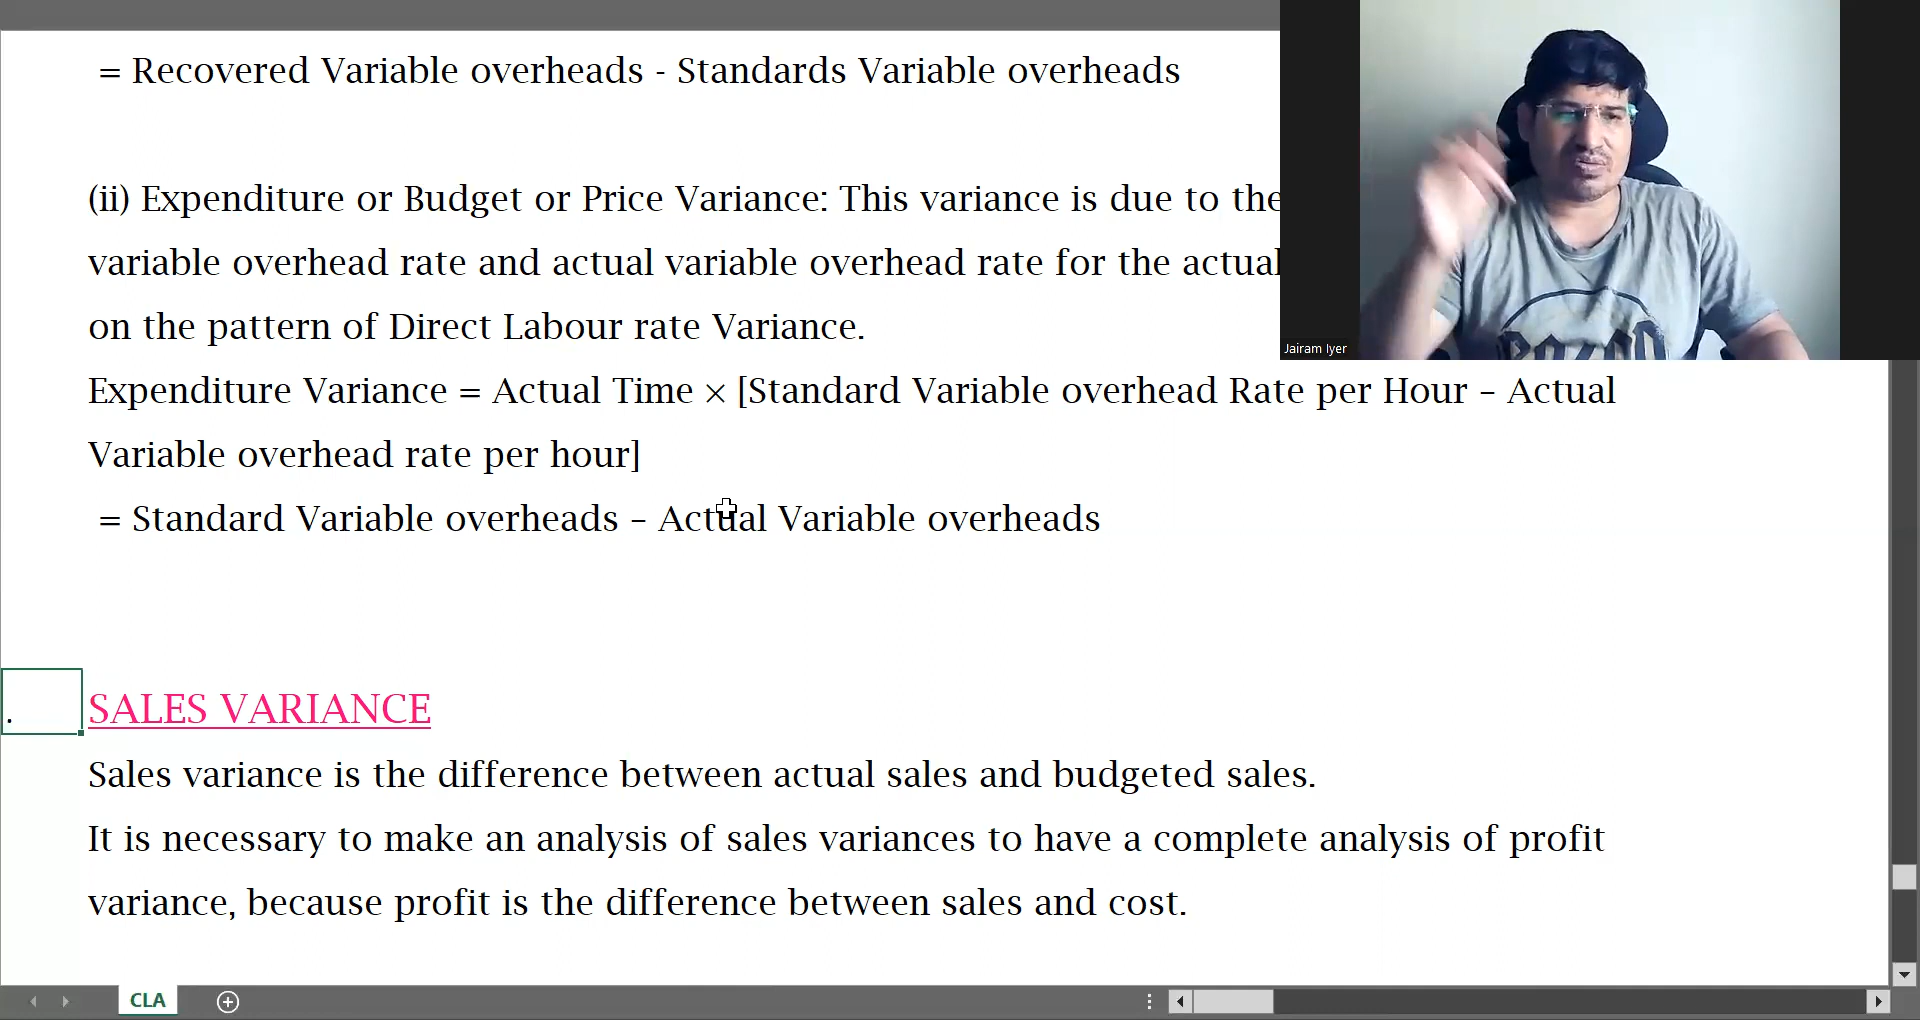 = Recovered Variable overheads - Standards Variable overheads
(ii) Expenditure or Budget or Price Variance: This variance is due to the
variable overhead rate and actual variable overhead rate for the actual
on the pattern of Direct Labour rate Variance.
Jairam Iyer
Expenditure Variance = Actual Time × [Standard Variable overhead Rate per Hour – Actual
Variable overhead rate per hour]
= Standard Variable overheads – Actual Variable overheads
. SALES VARIANCE
Sales variance is the difference between actual sales and budgeted sales.
It is necessary to make an analysis of sales variances to have a complete analysis of profit
variance, because profit is the difference between sales and cost.
CLA